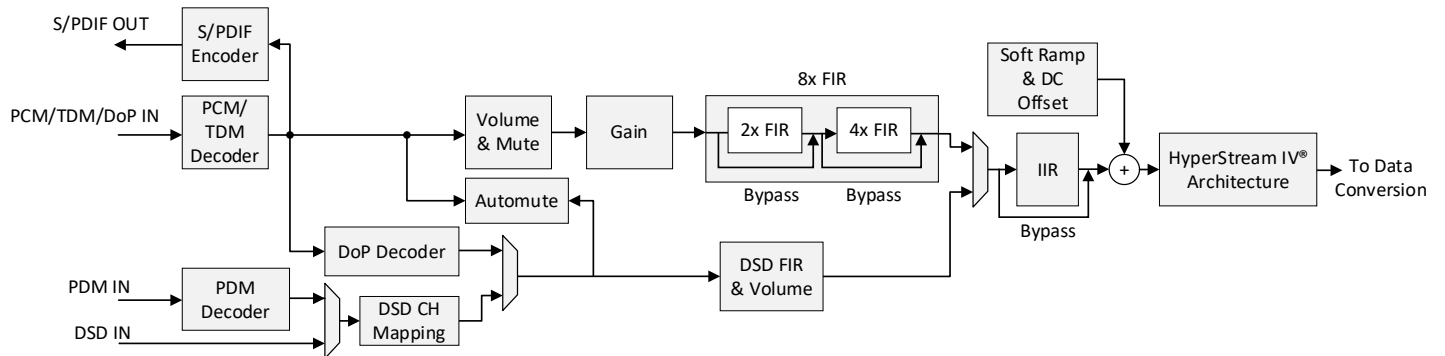 S/PDIF OUT
S/PDIF
Encoder
PCM/TDM/DoP IN
PCM/
TDM
Decoder
Volume
& Mute
Gain
8x FIR
2x FIR
4x FIR
Bypass
Bypass
Soft Ramp
& DC
Offset
IIR
Bypass
+
HyperStream IV®
Architecture
To Data
Conversion
Automute
DoP Decoder
PDM IN
PDM
Decoder
DSD IN
DSD CH
Mapping
DSD FIR
& Volume